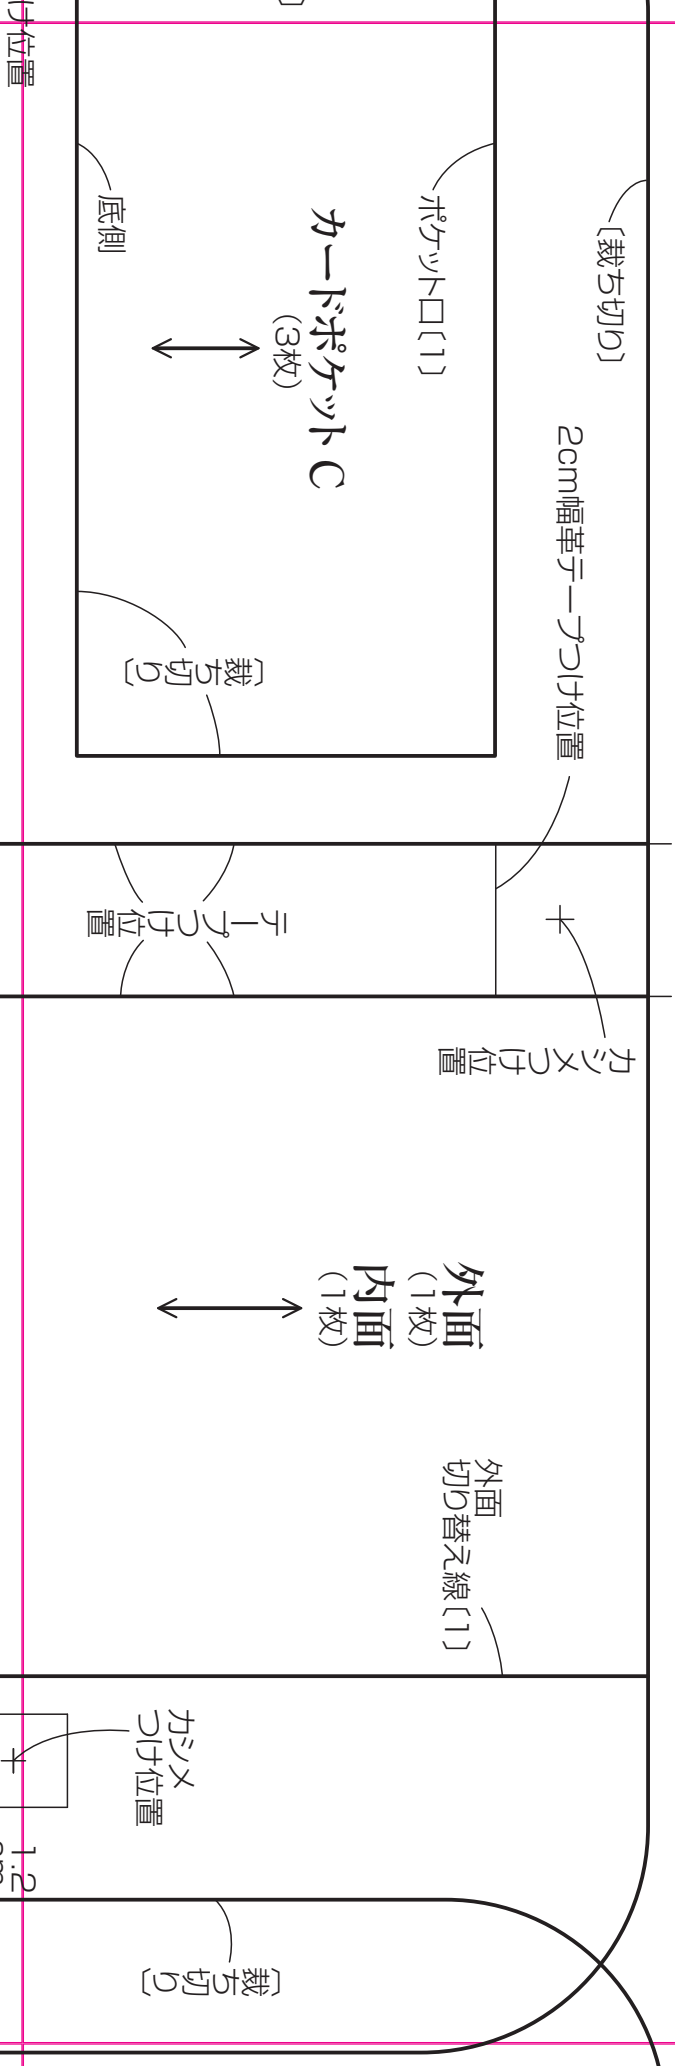 け位置
〔裁ち切り〕
ポケット口〔1〕
底側
カードポケットC
(3枚)
2cm幅革テープつけ位置
〔裁ち切り〕
テープつけ位置
カシメつけ位置
外面
(1枚)
内面
(1枚)
外面
切り替え線〔1〕
カシメ
つけ位置
1.2
cm
〔裁ち切り〕